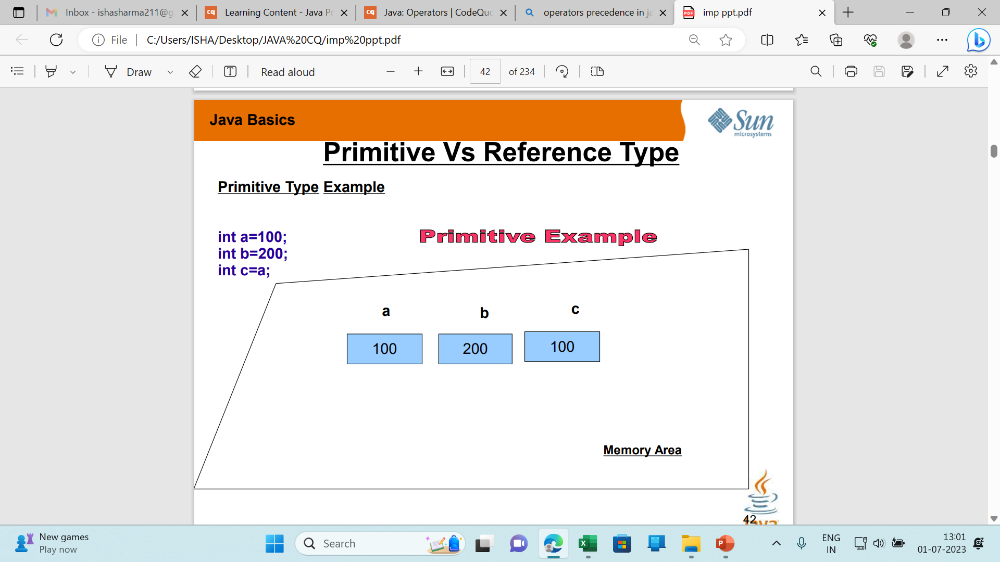 Inbox - ishasharma211@g
Learning Content - Java Pr
Java: Operators | CodeQuo
operators precedence in ja
imp ppt.pdf
File
C:/Users/ISHA/Desktop/JAVA%20CQ/imp%20ppt.pdf
Draw
Read aloud
42
of 234
Java Basics
Sun
microsystems
Primitive Vs Reference Type
Primitive Type Example
int a=100;
int b=200;
int c=a;
Primitive Example
a
b
c
100
200
100
Memory Area
42
Java
New games
Play now
Search
ENG
IN
13:01
01-07-2023